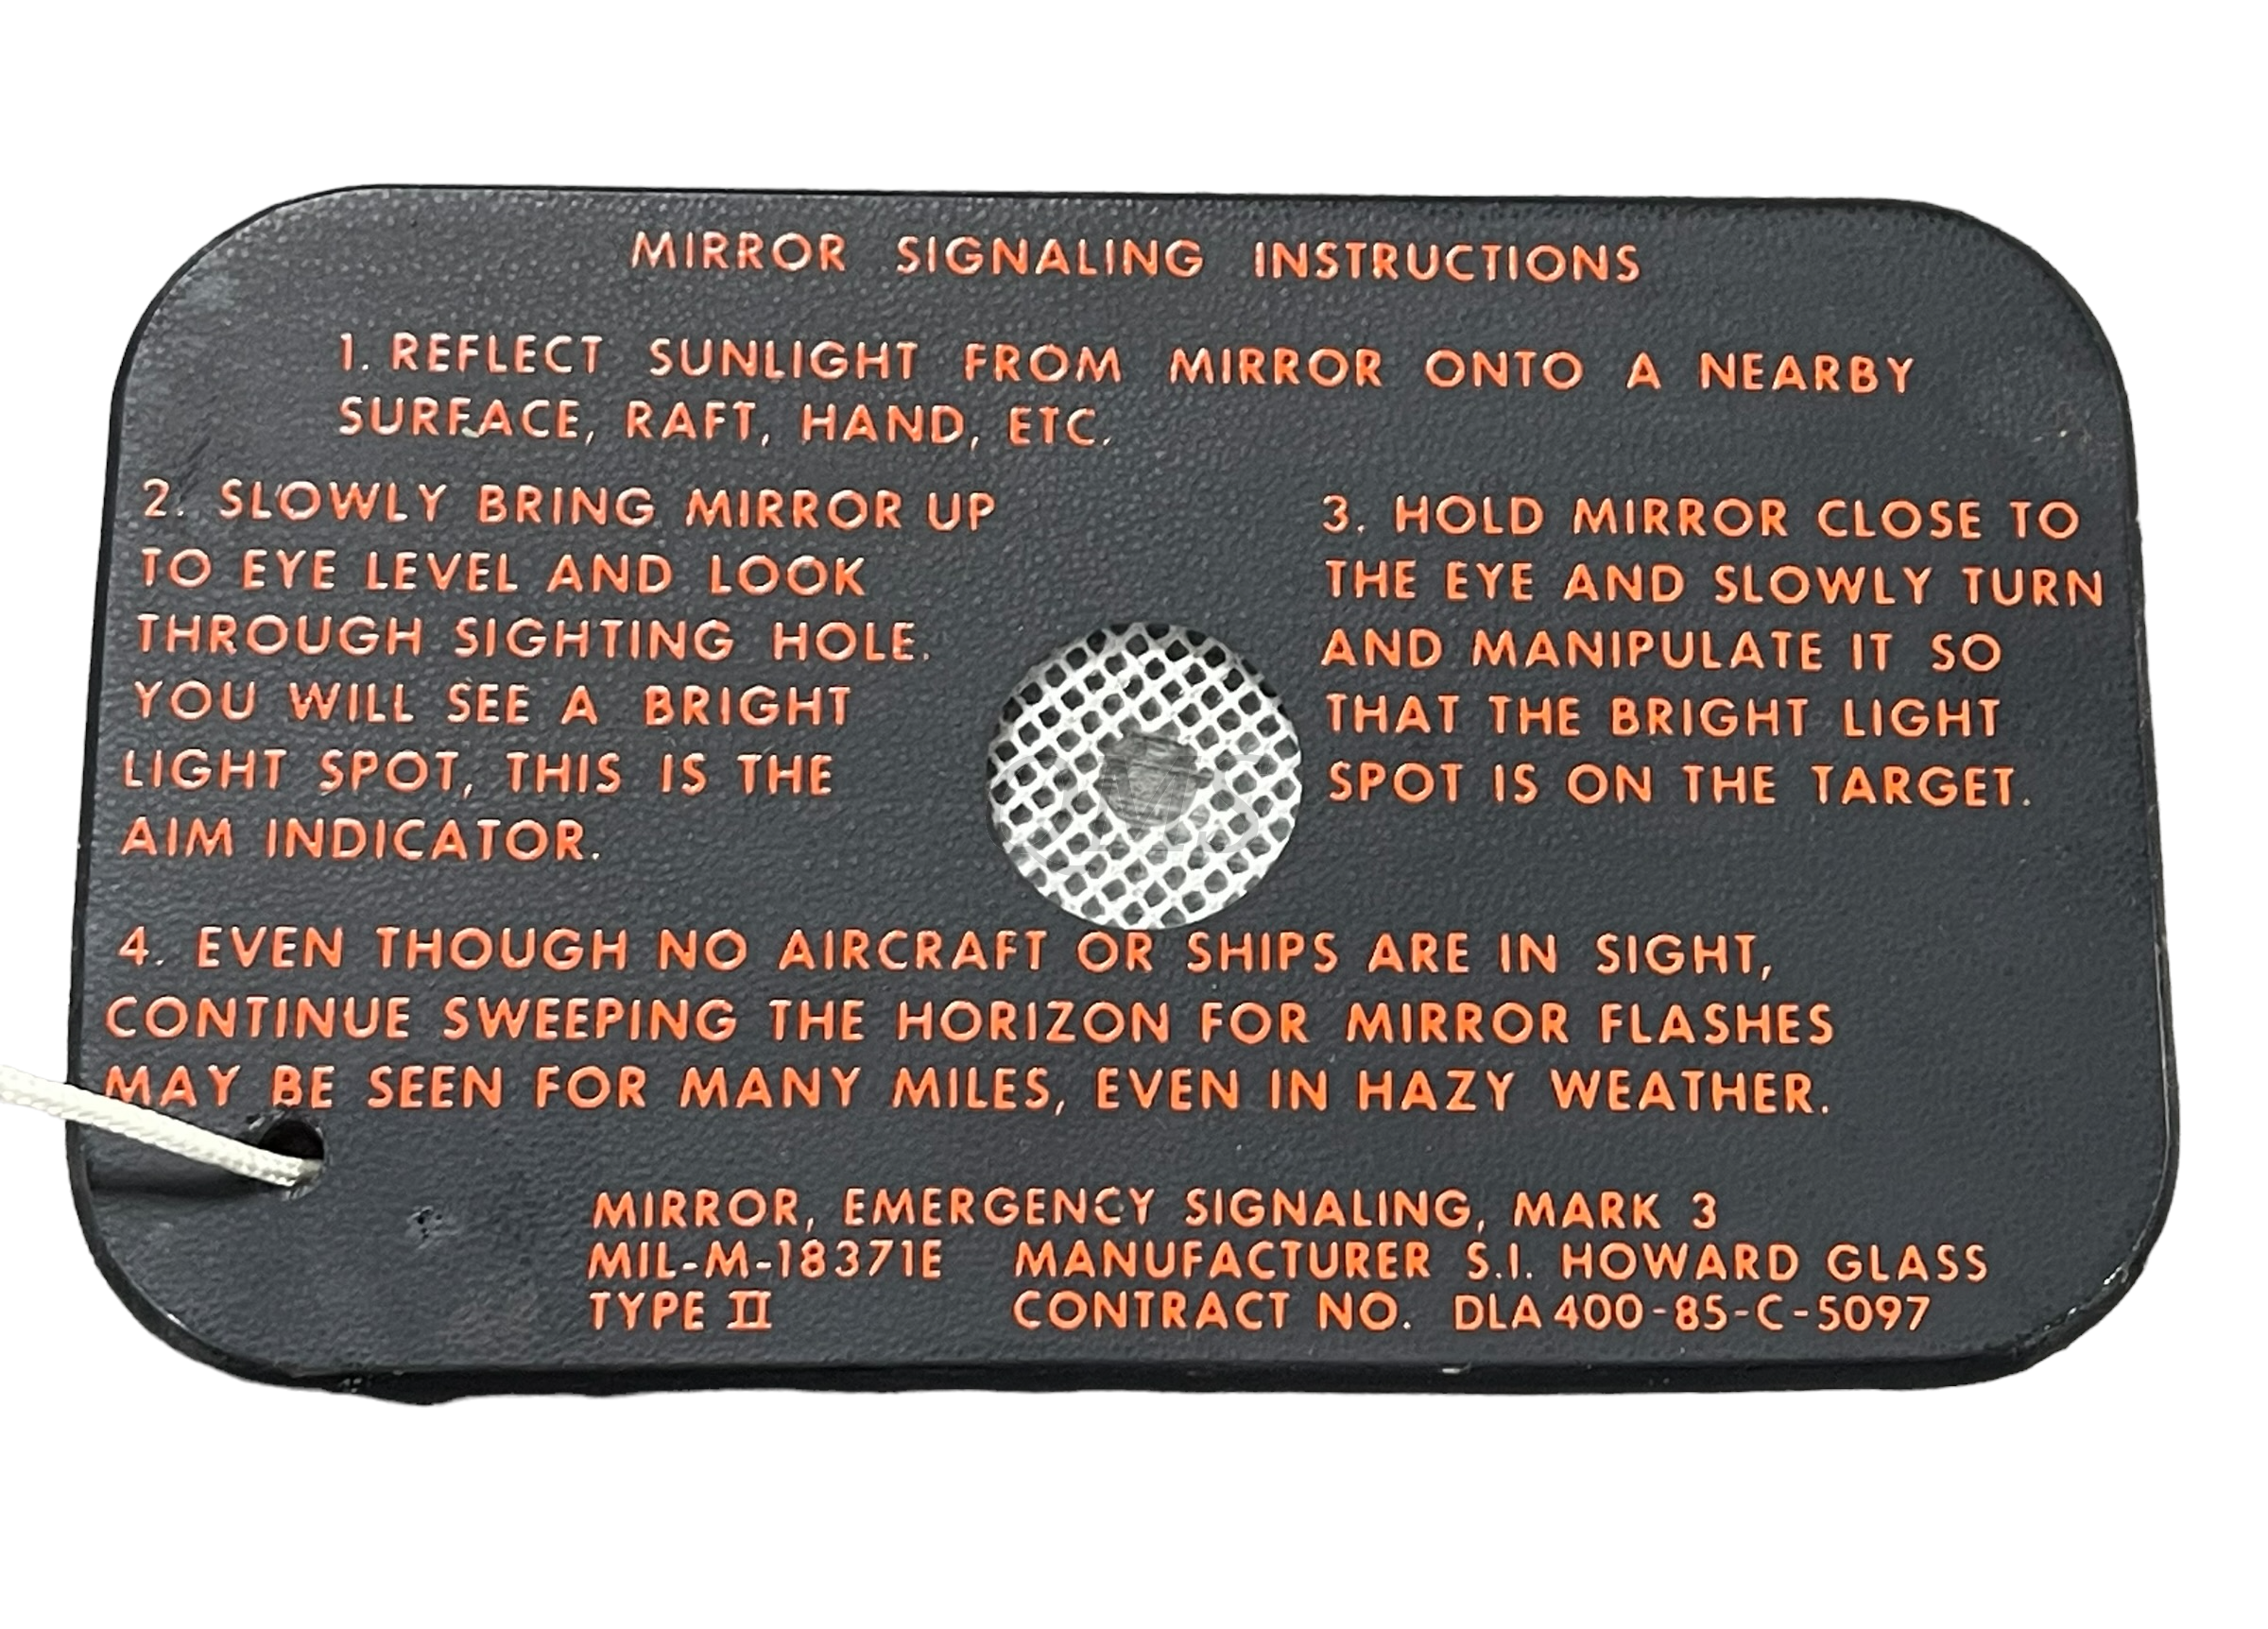 MIRROR SIGNALING INSTRUCTIONS
1. REFLECT SUNLIGHT FROM MIRROR ONTO A NEARBY
SURFACE, RAFT, HAND, ETC.
2. SLOWLY BRING MIRROR UP
TO EYE LEVEL AND LOOK
THROUGH SIGHTING HOLE.
YOU WILL SEE A BRIGHT
LIGHT SPOT, THIS IS THE
AIM INDICATOR.
3. HOLD MIRROR CLOSE TO
THE EYE AND SLOWLY TURN
AND MANIPULATE IT SO
THAT THE BRIGHT LIGHT
SPOT IS ON THE TARGET.
4. EVEN THOUGH NO AIRCRAFT OR SHIPS ARE IN SIGHT,
CONTINUE SWEEPING THE HORIZON FOR MIRROR FLASHES
MAY BE SEEN FOR MANY MILES, EVEN IN HAZY WEATHER.
MIRROR, EMERGENCY SIGNALING, MARK 3
MIL-M-18371E MANUFACTURER S.I. HOWARD GLASS
TYPE II CONTRACT NO. DLA400-85-C-5097